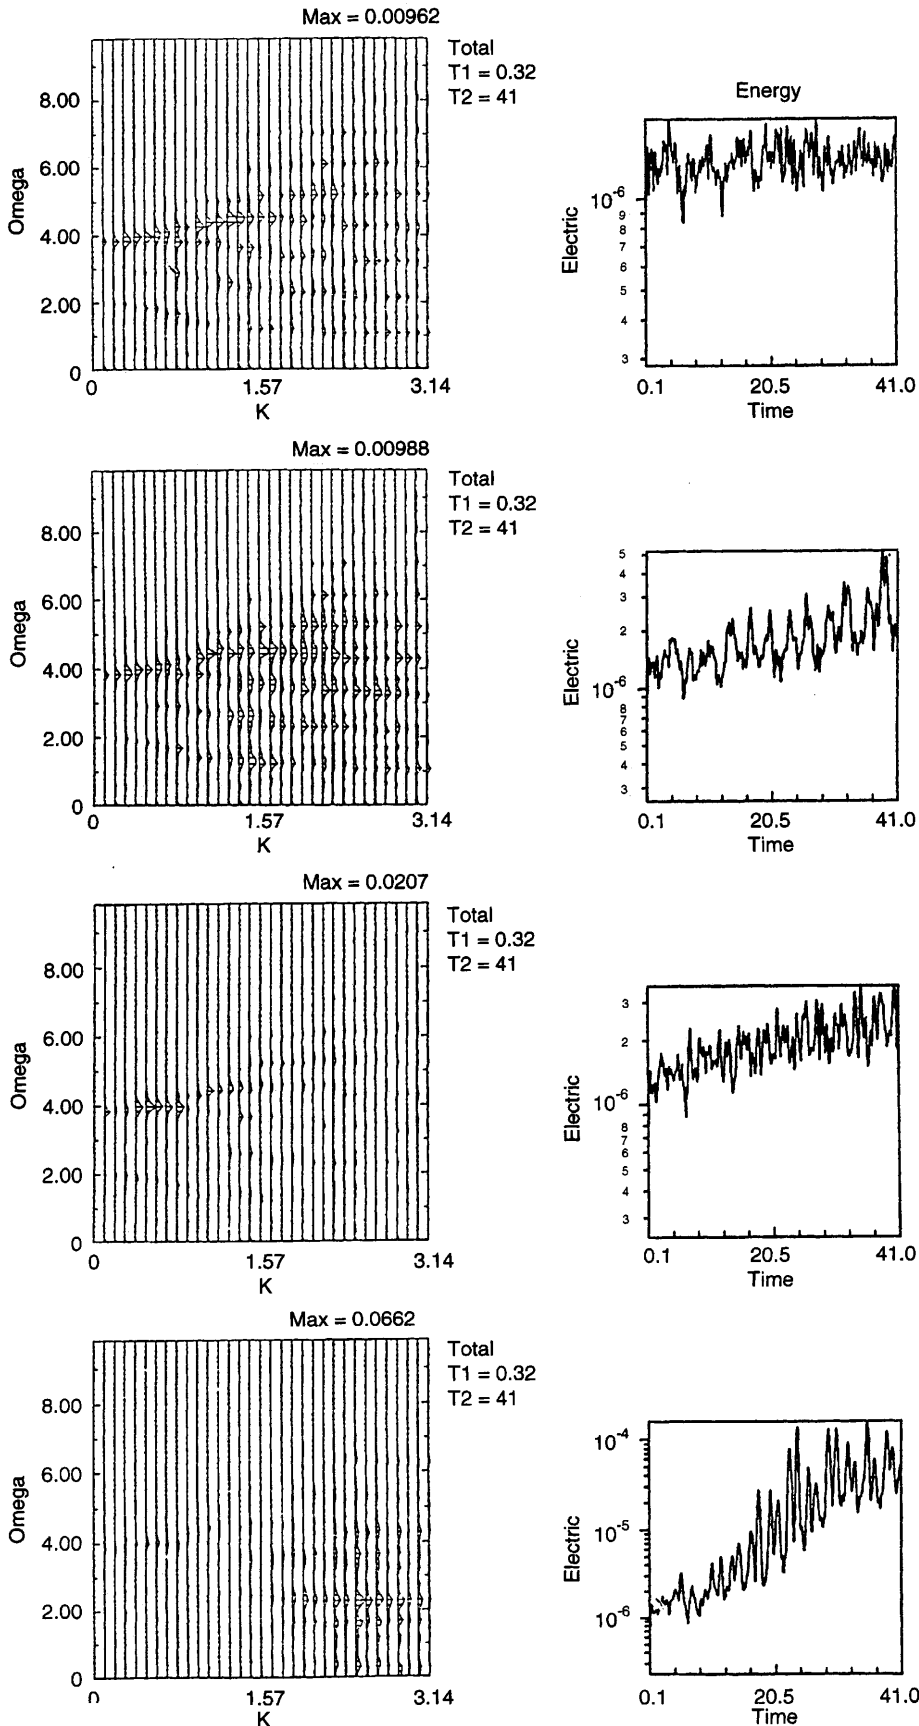 Max = 0.00962
Total
T1 = 0.32
T2 = 41
8.00
6.00
4.00
2.00
0
Omega
0
1.57
3.14
K
Energy
10-6
9
8
7
6
5
4
3
Electric
0.1
20.5
41.0
Time
Max = 0.00988
Total
T1 = 0.32
T2 = 41
8.00
6.00
4.00
2.00
0
Omega
0
1.57
3.14
K
5
4
3
2
10-6
8
7
6
5
4
3
Electric
0.1
20.5
41.0
Time
Max = 0.0207
Total
T1 = 0.32
T2 = 41
8.00
6.00
4.00
2.00
0
Omega
0
1.57
3.14
K
3
2
10-6
8
7
6
5
4
3
Electric
0.1
20.5
41.0
Time
Max = 0.0662
Total
T1 = 0.32
T2 = 41
8.00
6.00
4.00
2.00
0
Omega
0
1.57
3.14
K
10-4
10-5
10-6
Electric
0.1
20.5
41.0
Time